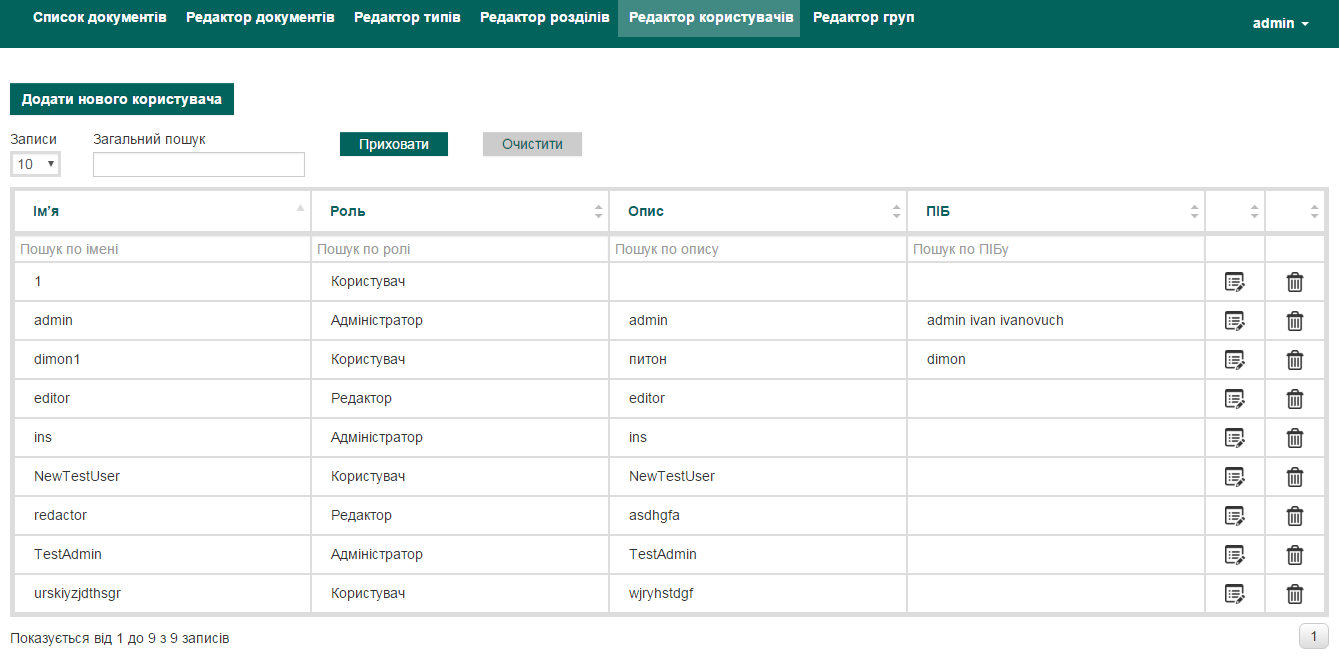 Список документів Редактор документів Редактор типів Редактор розділів Редактор користувачів Редактор груп admin
Додати нового користувача
Записи Загальний пошук Приховати Очистити
10
Ім'я Роль Опис ПІБ
Пошук по імені Пошук по ролі Пошук по опису Пошук по ПІБу
1 Користувач
admin Адміністратор admin admin ivan ivanovuch
dimon1 Користувач питон dimon
editor Редактор editor
ins Адміністратор ins
NewTestUser Користувач NewTestUser
redactor Редактор asdhgfa
TestAdmin Адміністратор TestAdmin
urskiyzjdthsgr Користувач wjryhstdgf
Показується від 1 до 9 з 9 записів 1